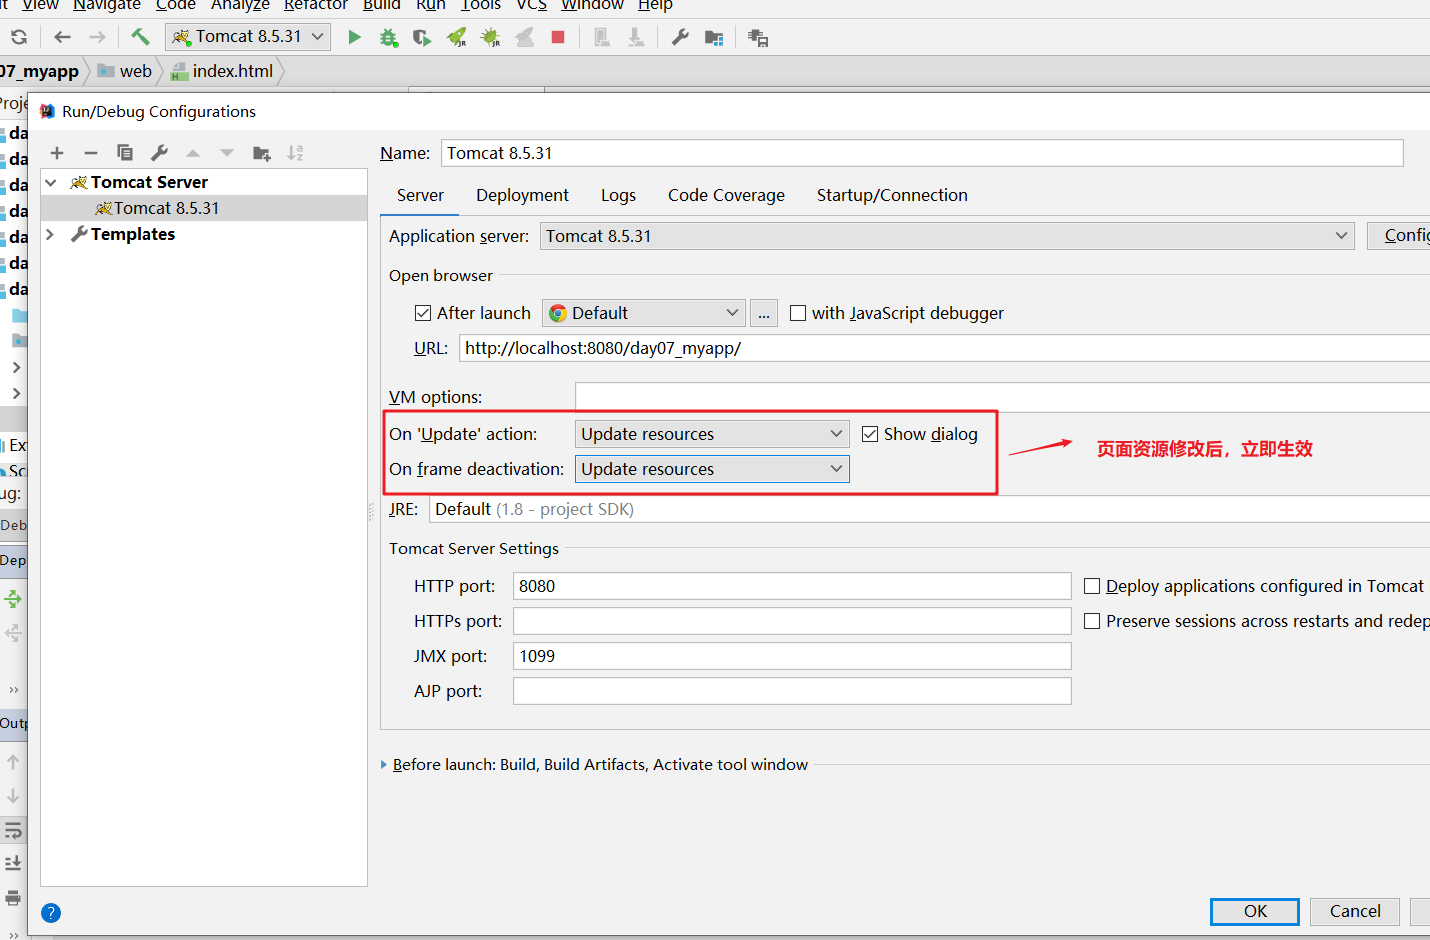 it View Navigate Code Analyze Refactor Build Run Tools VCS Window Help
Tomcat 8.5.31
07_myapp web index.html
Proje
Run/Debug Configurations
da
da
da
da
da
da
da
Ext
Sc
ug:
Deb
Dep
Outp
Tomcat Server
Tomcat 8.5.31
Templates
Name: Tomcat 8.5.31
Server Deployment Logs Code Coverage Startup/Connection
Application server: Tomcat 8.5.31 Config
Open browser
After launch Default ... with JavaScript debugger
URL: http://localhost:8080/day07_myapp/
VM options:
On 'Update' action: Update resources Show dialog
On frame deactivation: Update resources
页面资源修改后，立即生效
JRE: Default (1.8 - project SDK)
Tomcat Server Settings
HTTP port: 8080 Deploy applications configured in Tomcat
HTTPs port: Preserve sessions across restarts and redep
JMX port: 1099
AJP port:
Before launch: Build, Build Artifacts, Activate tool window
OK Cancel